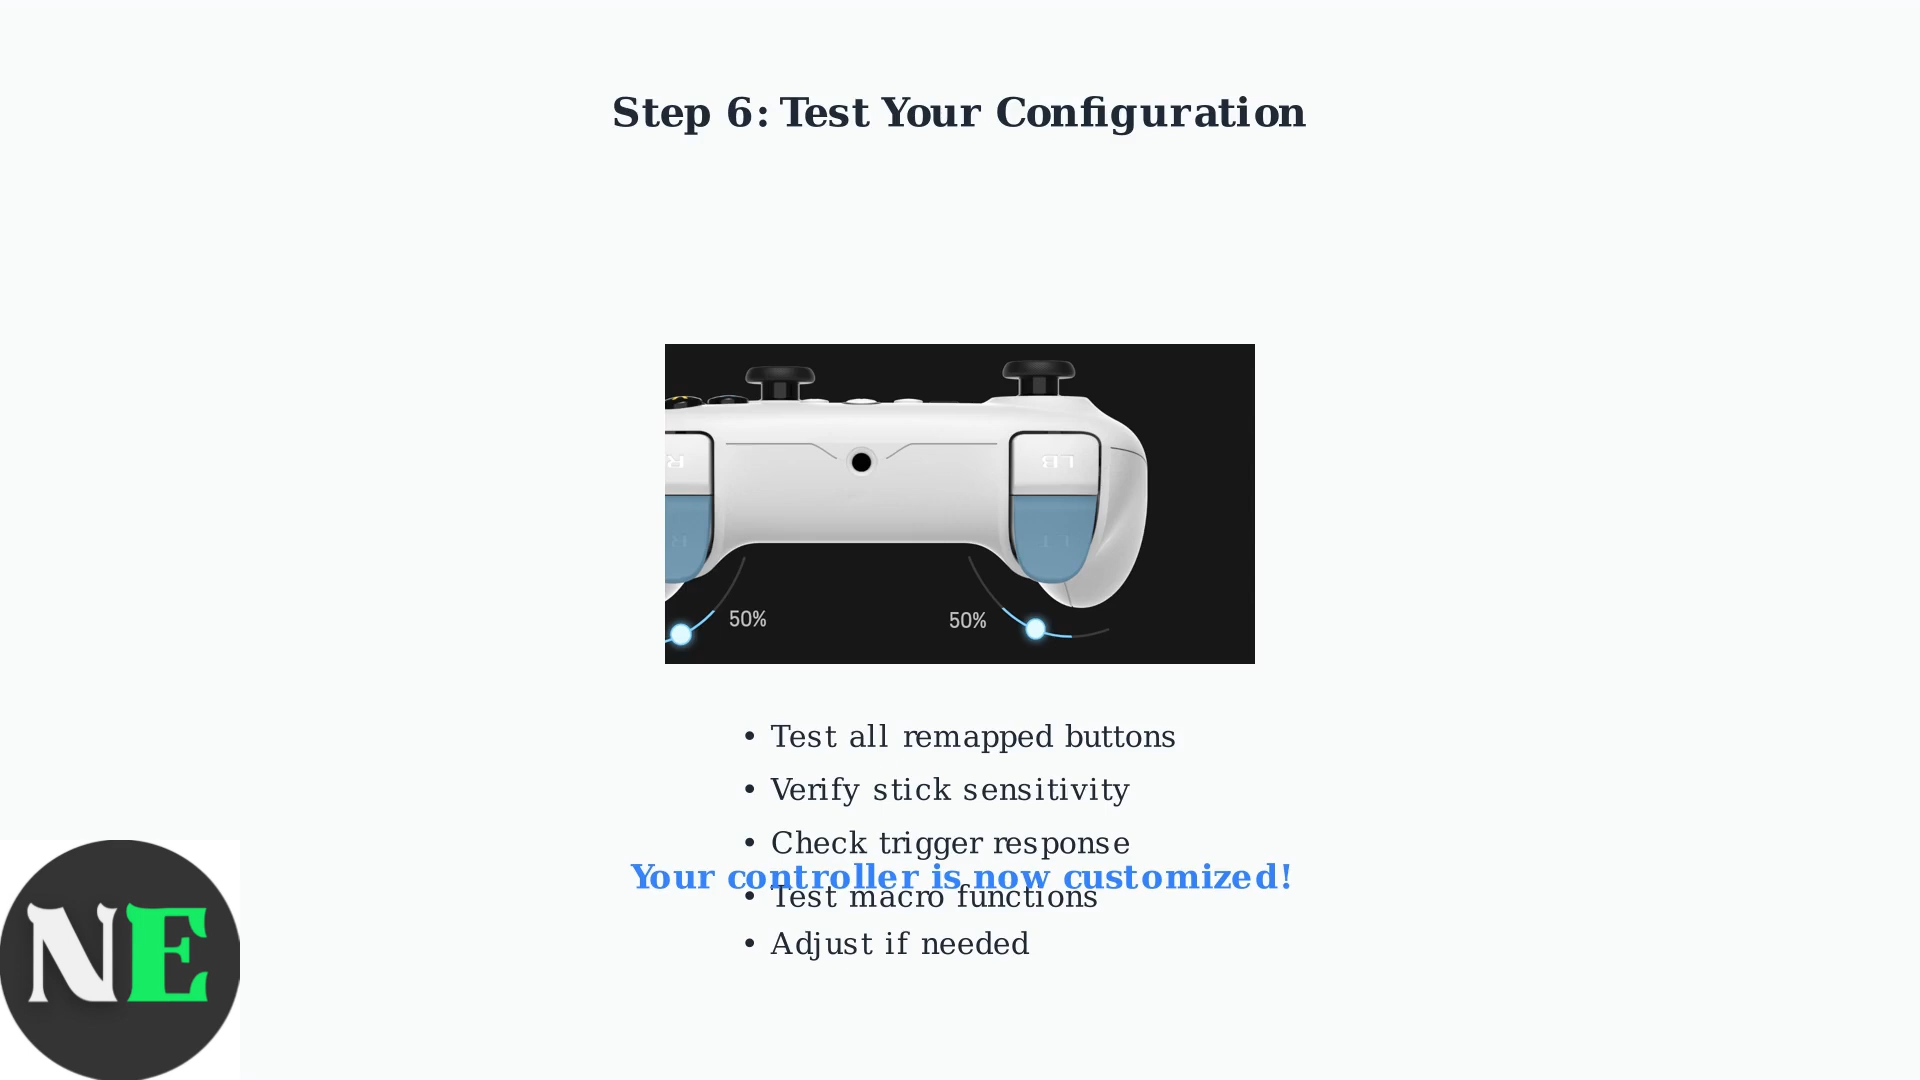 Step 6: Test Your Configuration
R
LB
LT
50%
50%
• Test all remapped buttons
• Verify stick sensitivity
• Check trigger response
Your controller is now customized!
• Test macro functions
• Adjust if needed
NE